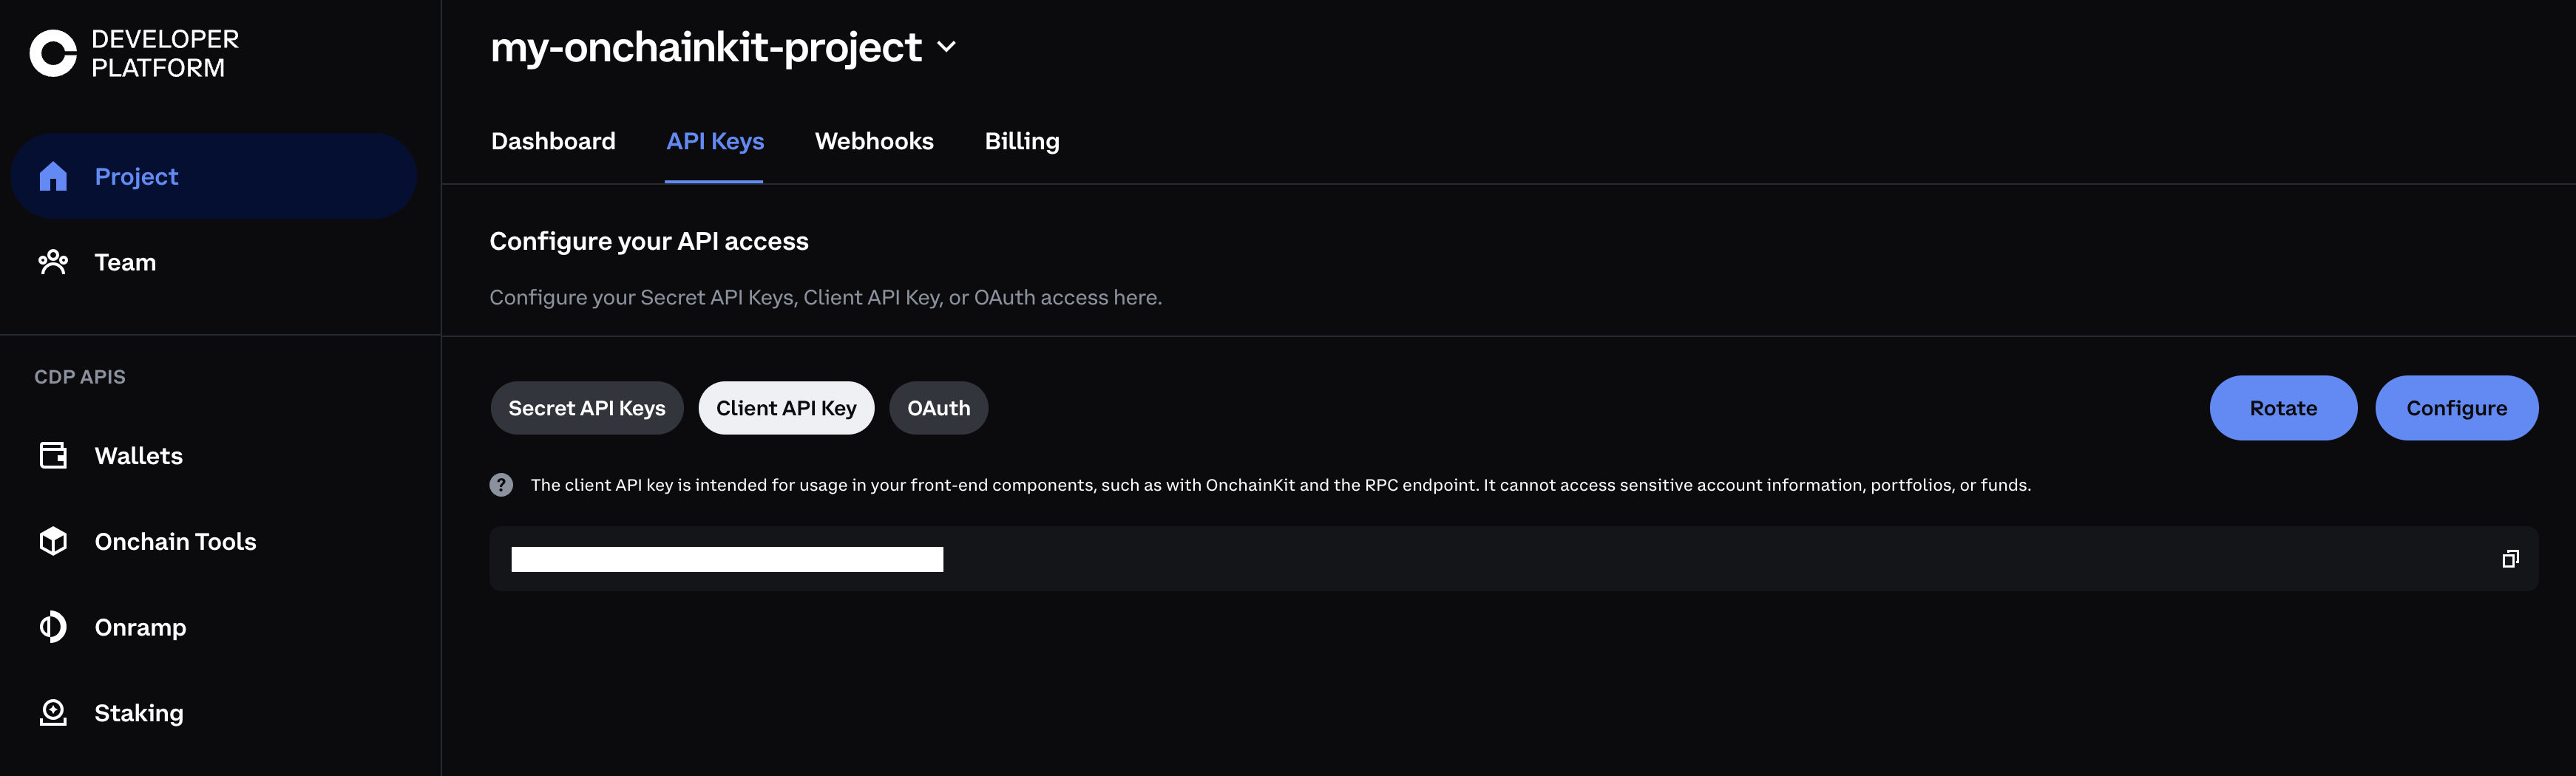 DEVELOPER
PLATFORM
Project
Team
CDP APIS
Wallets
Onchain Tools
Onramp
Staking
my-onchainkit-project
Dashboard
API Keys
Webhooks
Billing
Configure your API access
Configure your Secret API Keys, Client API Key, or OAuth access here.
Secret API Keys
Client API Key
OAuth
Rotate
Configure
? The client API key is intended for usage in your front-end components, such as with OnchainKit and the RPC endpoint. It cannot access sensitive account information, portfolios, or funds.